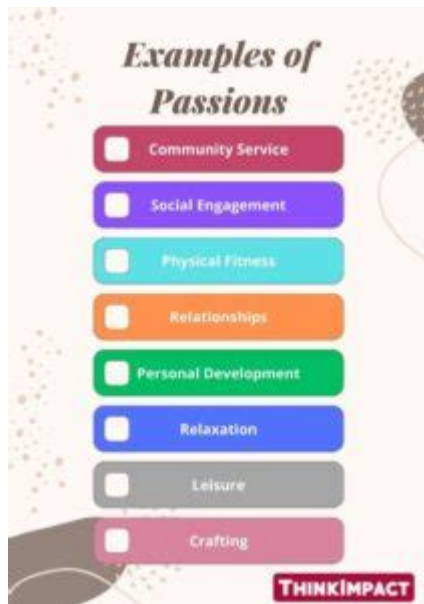 Examples of
Passions
Community Service
Social Engagement
Physical Fitness
Relationships
Personal Development
Relaxation
Leisure
Crafting
THINKIMPACT